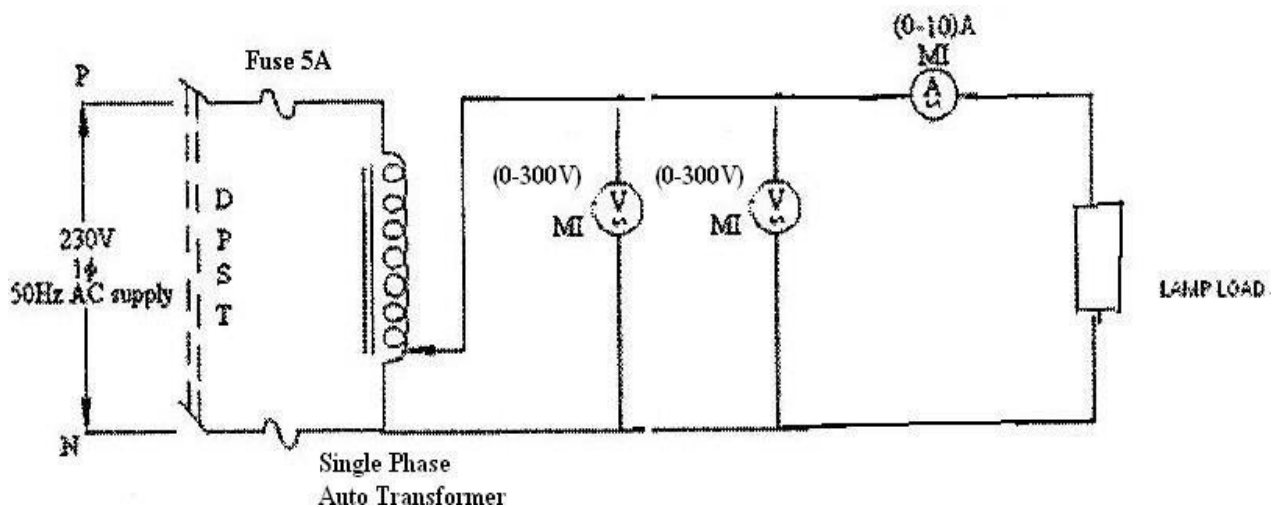 (0-10)A
MI
A
Fuse 5A
P
(0-300V)
V
MI
(0-300V)
V
MI
D
P
S
T
230V
1ϕ
50Hz AC supply
LAMP LOAD
N
Single Phase
Auto Transformer